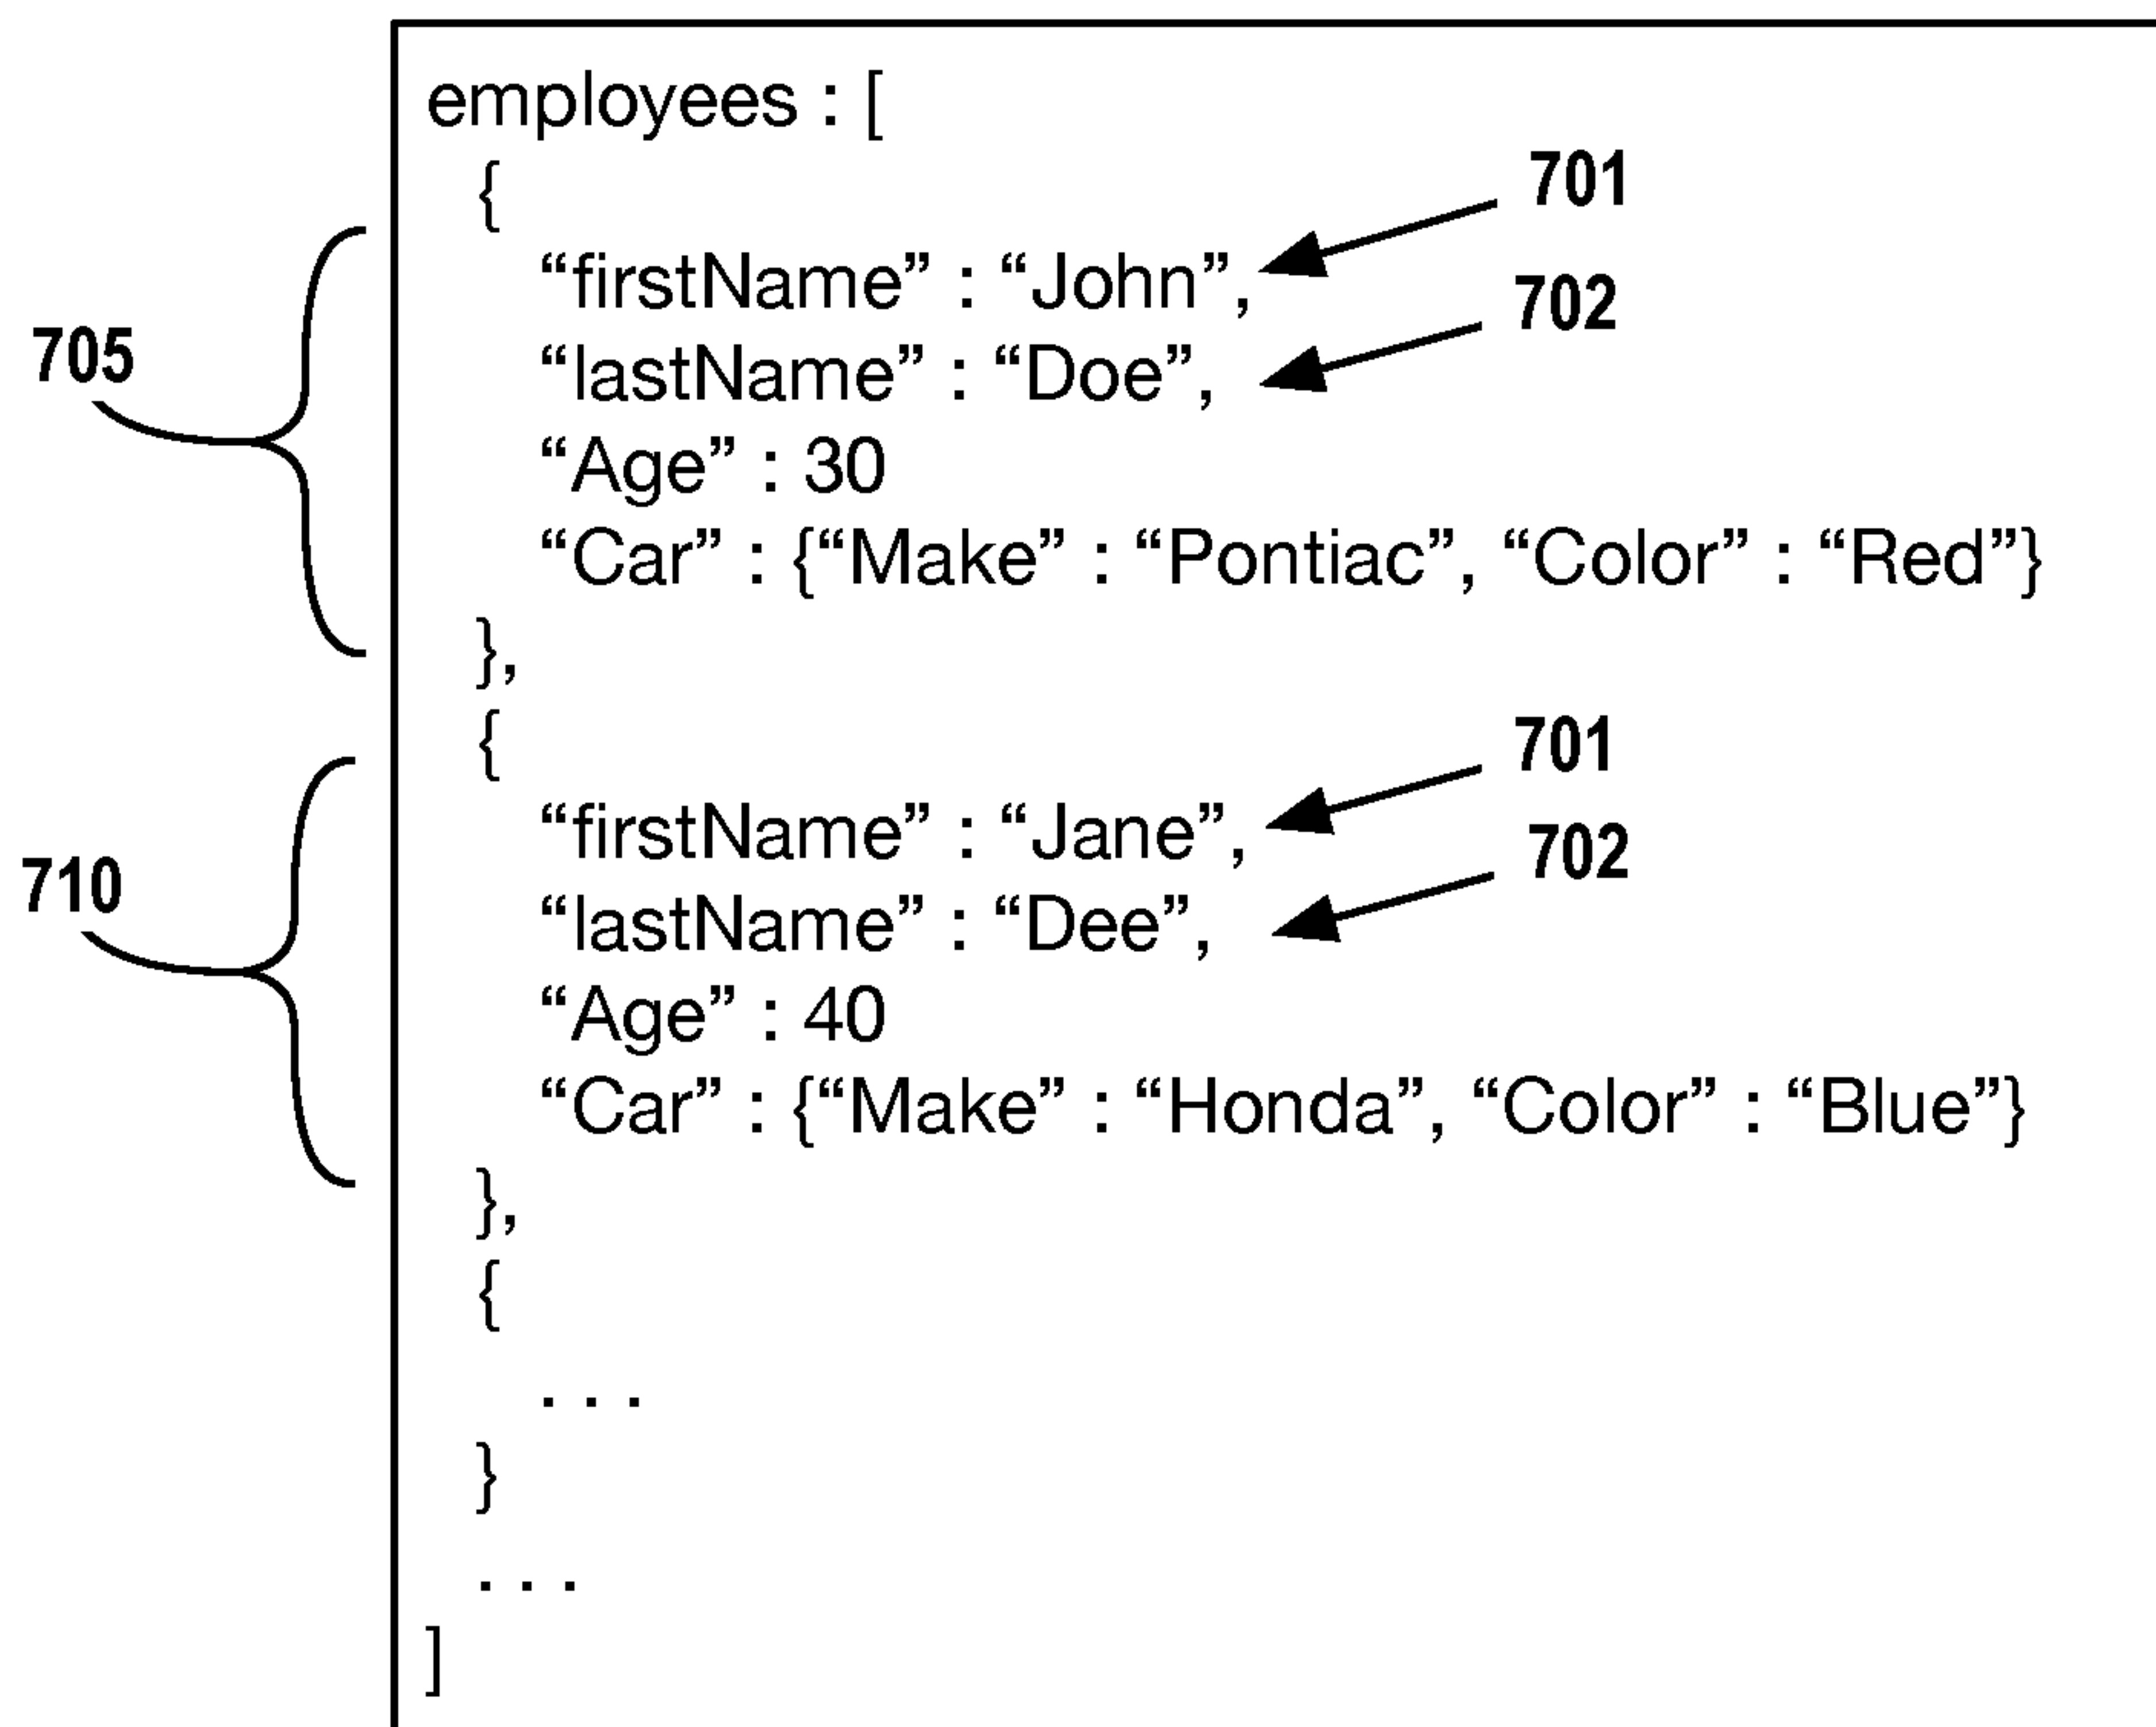 employees : [
{
701
“firstName” : “John”,
702
705
“lastName” : “Doe”,
“Age” : 30
“Car” : {“Make” : “Pontiac”, “Color” : “Red”}
},
{
701
“firstName” : “Jane”,
702
710
“lastName” : “Dee”,
“Age” : 40
“Car” : {“Make” : “Honda”, “Color” : “Blue”}
},
{
. . .
}
. . .
]